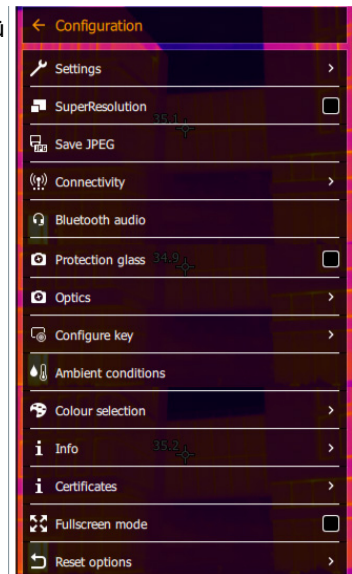 ü
Configuration
Settings
SuperResolution
35.1
Save JPEG
Connectivity
Bluetooth audio
Protection glass
34.9
Optics
Configure key
Ambient conditions
Colour selection
Info
35.2
Certificates
Fullscreen mode
Reset options